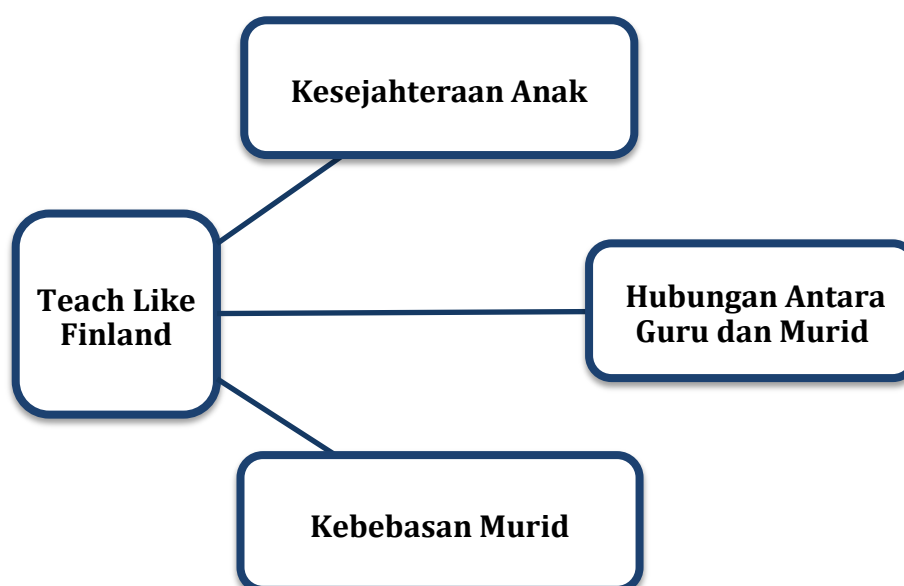 Kesejahteraan Anak
Teach Like
Finland
Hubungan Antara
Guru dan Murid
Kebebasan Murid